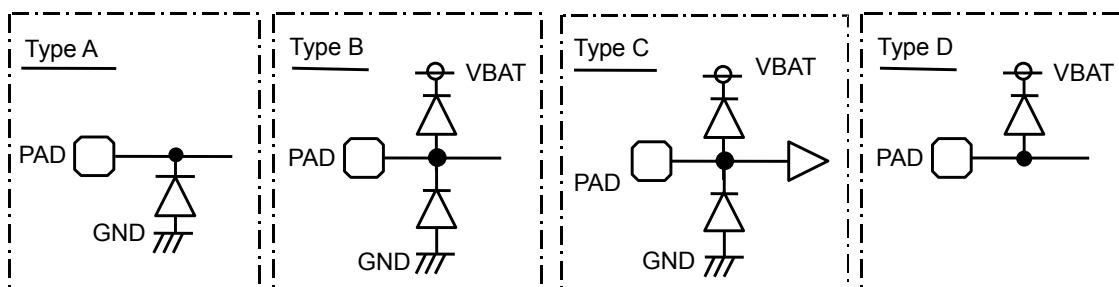 Type A
PAD
GND
Type B
VBAT
PAD
GND
Type C
VBAT
PAD
GND
Type D
VBAT
PAD